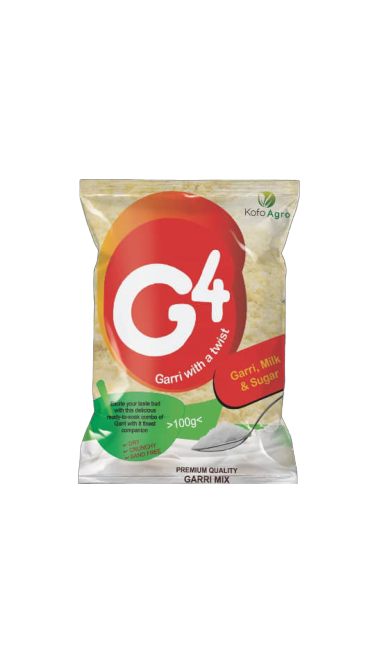 Kofo Agro
G4
Garri with a twist
Garri, Milk
& Sugar
your taste bud
with this delicious
ready-to-soak combo of
Garri with it finest
companion
>100g<
DRY
CRUNCHY
SAND FREE
PREMIUM QUALITY
GARRI MIX